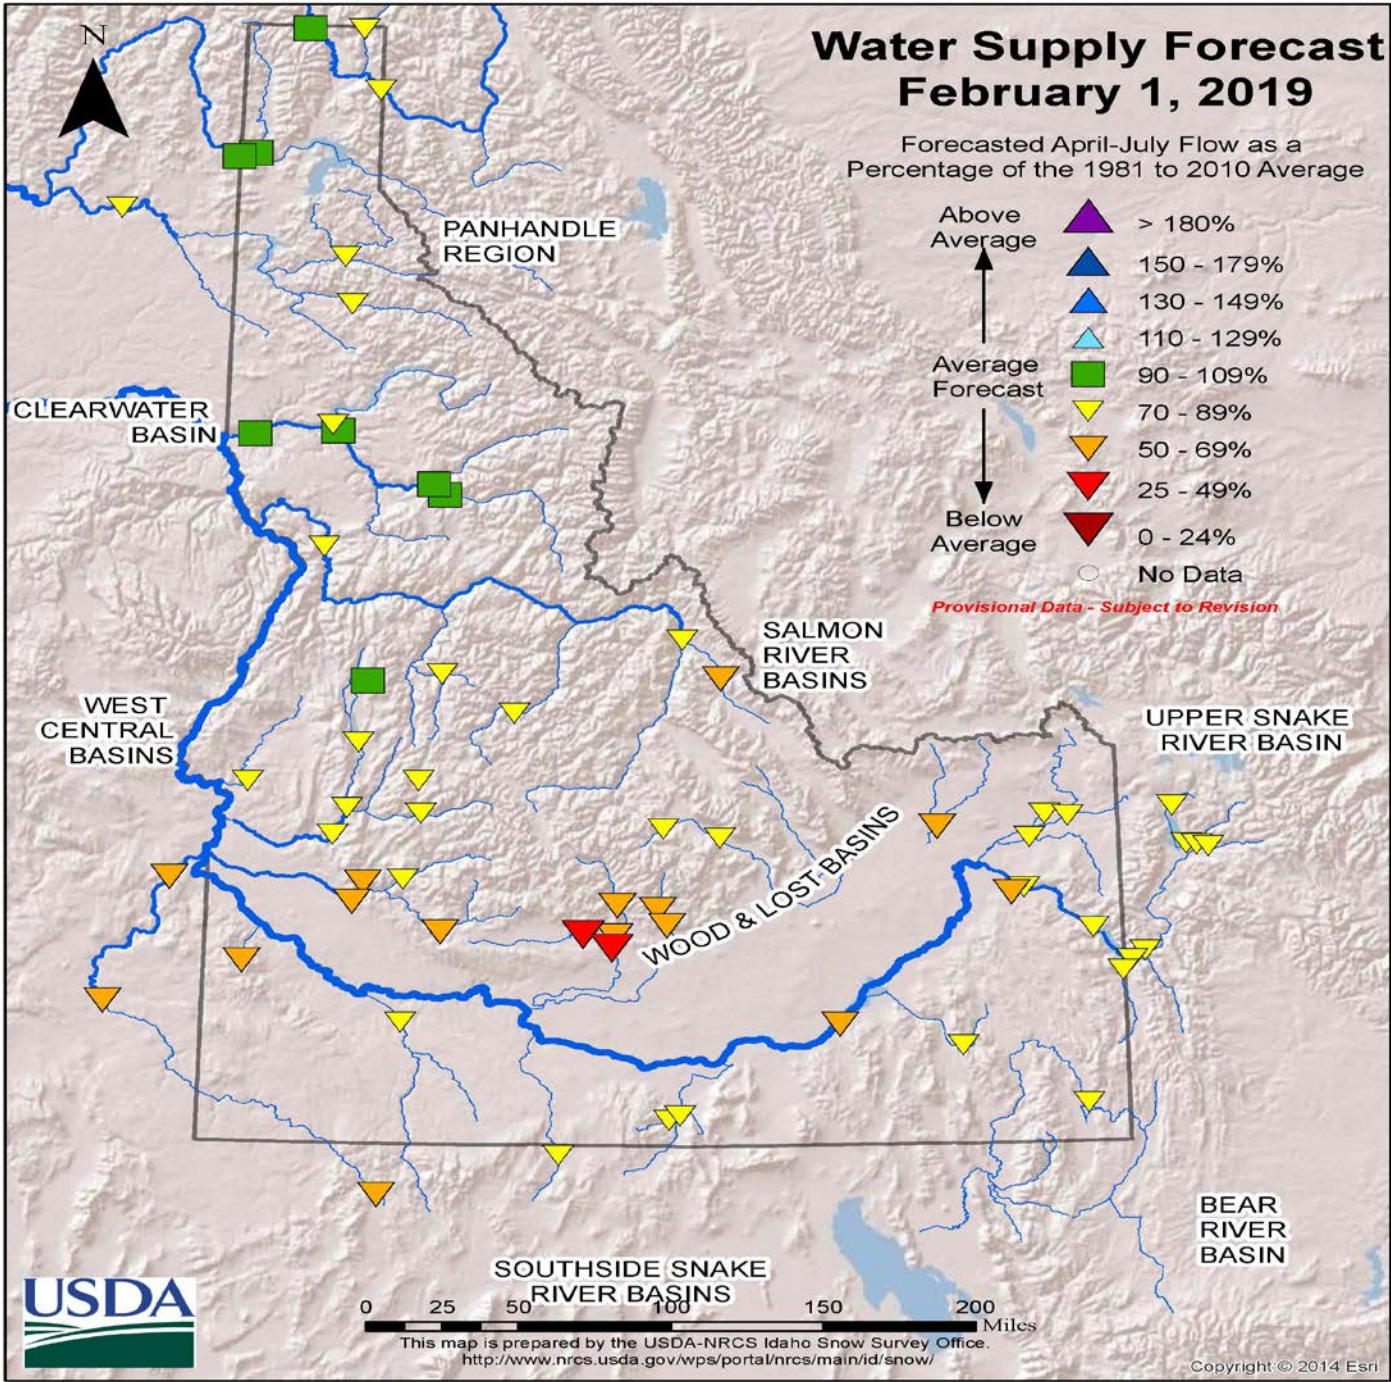 Water Supply Forecast
February 1, 2019
Forecasted April-July Flow as a
Percentage of the 1981 to 2010 Average
Above
Average
Average
Forecast
Below
Average
> 180%
150 - 179%
130 - 149%
110 - 129%
90 - 109%
70 - 89%
50 - 69%
25 - 49%
0 - 24%
No Data
Provisional Data - Subject to Revision
N
PANHANDLE
REGION
CLEARWATER
BASIN
SALMON
RIVER
BASINS
WEST
CENTRAL
BASINS
UPPER SNAKE
RIVER BASIN
WOOD & LOST BASINS
BEAR
RIVER
BASIN
SOUTHSIDE SNAKE
RIVER BASINS
USDA
0 25 50 100 150 200
Miles
This map is prepared by the USDA-NRCS Idaho Snow Survey Office.
http://www.nrcs.usda.gov/wps/portal/nrcs/main/id/snow/
Copyright:© 2014 Esri